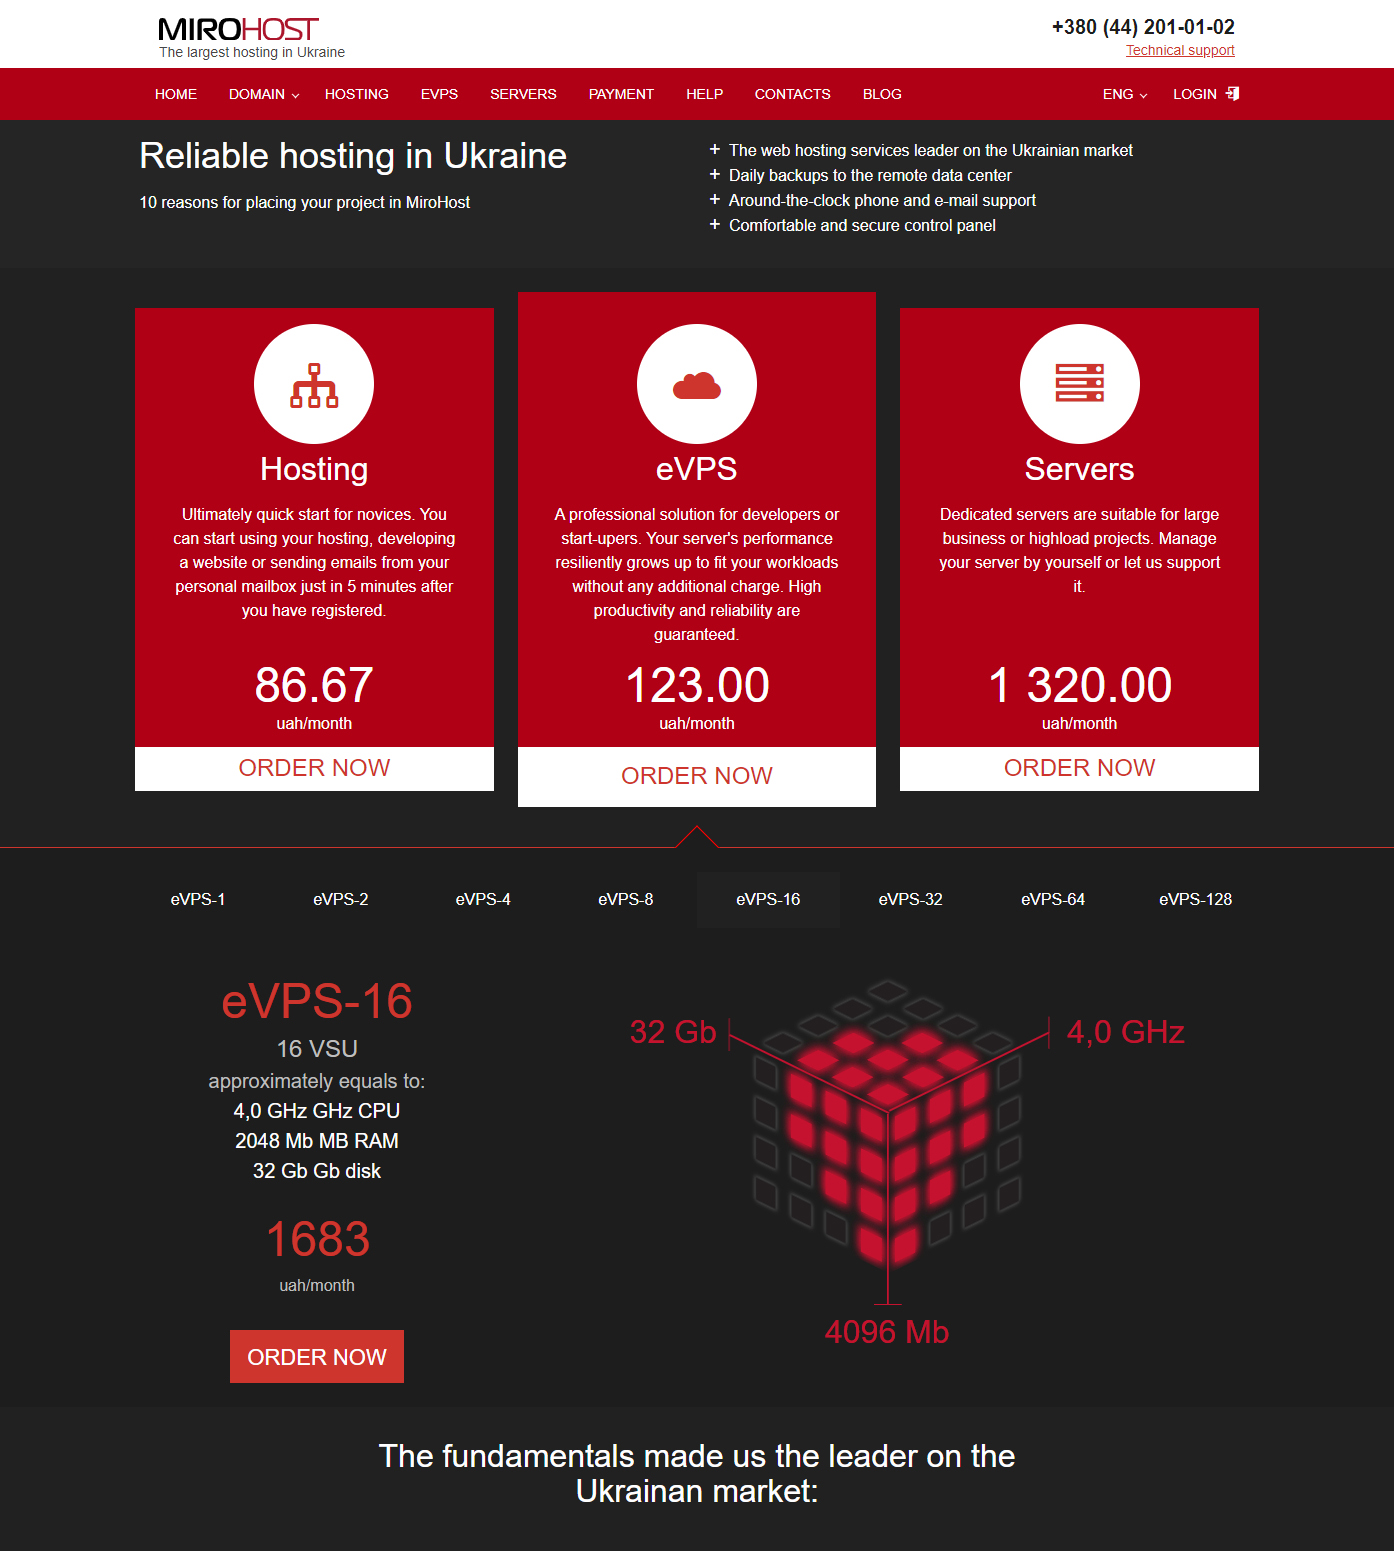 MIROHOST
The largest hosting in Ukraine
+380 (44) 201-01-02
Technical support
HOME DOMAIN HOSTING EVPS SERVERS PAYMENT HELP CONTACTS BLOG ENG LOGIN
Reliable hosting in Ukraine
10 reasons for placing your project in MiroHost
+ The web hosting services leader on the Ukrainian market
+ Daily backups to the remote data center
+ Around-the-clock phone and e-mail support
+ Comfortable and secure control panel
Hosting
Ultimately quick start for novices. You
can start using your hosting, developing
a website or sending emails from your
personal mailbox just in 5 minutes after
you have registered.
86.67
uah/month
ORDER NOW
eVPS
A professional solution for developers or
start-upers. Your server's performance
resiliently grows up to fit your workloads
without any additional charge. High
productivity and reliability are
guaranteed.
123.00
uah/month
ORDER NOW
Servers
Dedicated servers are suitable for large
business or highload projects. Manage
your server by yourself or let us support
it.
1 320.00
uah/month
ORDER NOW
eVPS-1 eVPS-2 eVPS-4 eVPS-8 eVPS-16 eVPS-32 eVPS-64 eVPS-128
eVPS-16
16 VSU
approximately equals to:
4,0 GHz GHz CPU
2048 Mb MB RAM
32 Gb Gb disk
1683
uah/month
ORDER NOW
32 Gb
4,0 GHz
4096 Mb
The fundamentals made us the leader on the
Ukrainan market: